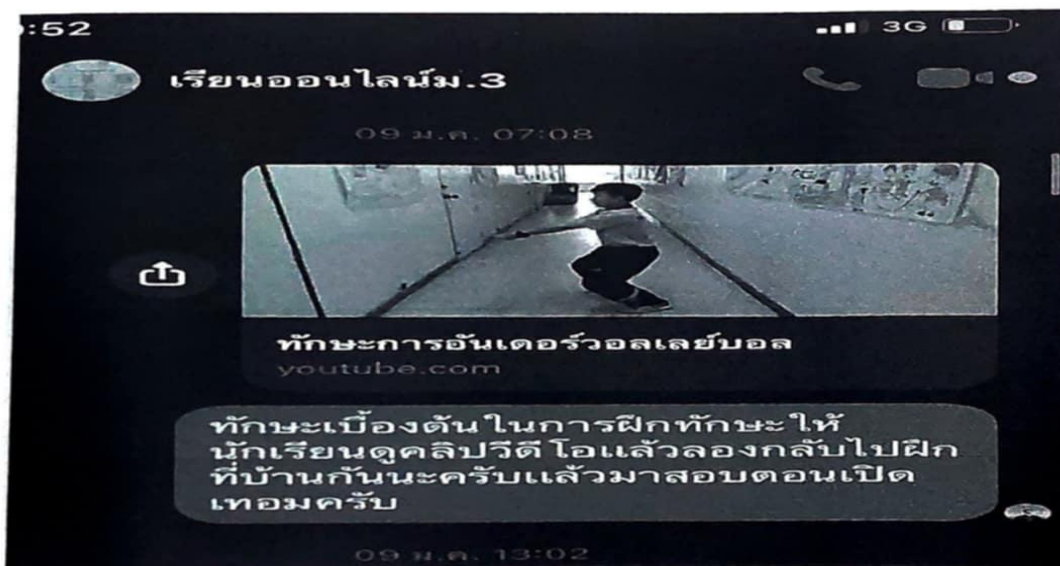 :52
3G
เรียนออนไลน์ม.3
09 ม.ค. 07:08
ทักษะการอันเดอร์วอลเลย์บอล
youtube.com
ทักษะเบื้องต้นในการฝึกทักษะให้
นักเรียนดูคลิปวีดีโอแล้วลองกลับไปฝึก
ที่บ้านกันนะครับแล้วมาสอบตอนเปิด
เทอมครับ
09 ม.ค. 13:02